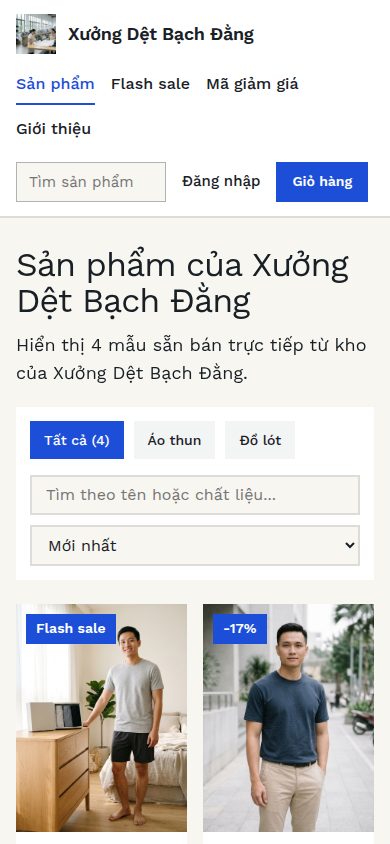 Xưởng Dệt Bạch Đằng
Sản phẩm Flash sale Mã giảm giá
Giới thiệu
Tìm sản phẩm Đăng nhập Giỏ hàng
Sản phẩm của Xưởng
Dệt Bạch Đằng
Hiển thị 4 mẫu sẵn bán trực tiếp từ kho
của Xưởng Dệt Bạch Đằng.
Tất cả (4) Áo thun Đồ lót
Tìm theo tên hoặc chất liệu...
Mới nhất
Flash sale -17%